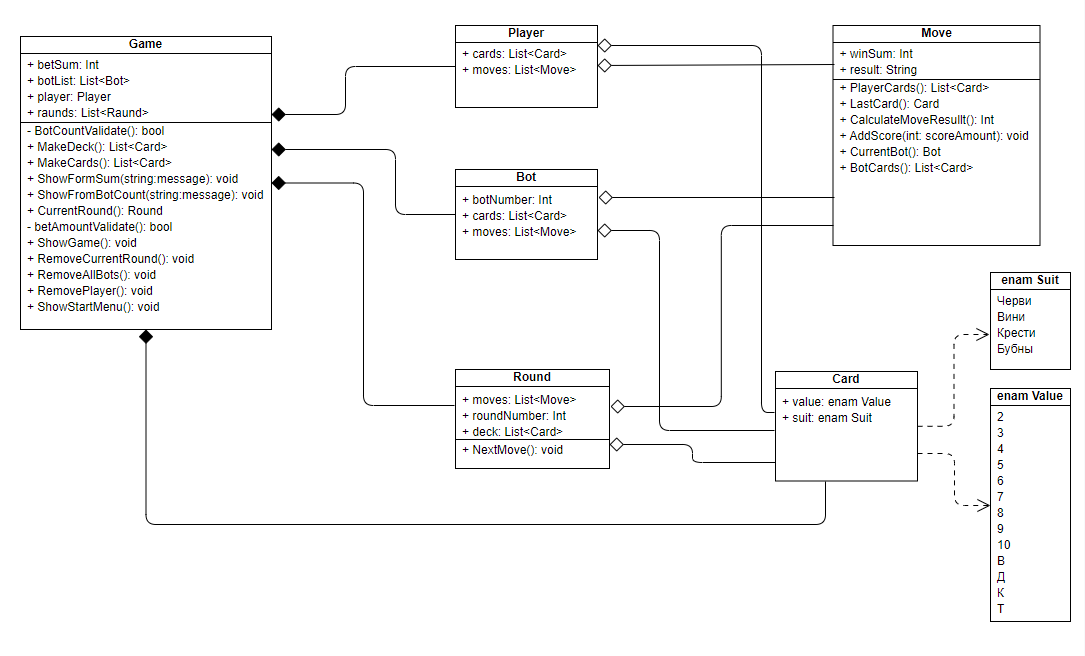 Game
+ betSum: Int
+ botList: List<Bot>
+ player: Player
+ raunds: List<Raund>
- BotCountValidate(): bool
+ MakeDeck(): List<Card>
+ MakeCards(): List<Card>
+ ShowFormSum(string:message): void
+ ShowFromBotCount(string:message): void
+ CurrentRound(): Round
- betAmountValidate(): bool
+ ShowGame(): void
+ RemoveCurrentRound(): void
+ RemoveAllBots(): void
+ RemovePlayer(): void
+ ShowStartMenu(): void
Player
+ cards: List<Card>
+ moves: List<Move>
Move
+ winSum: Int
+ result: String
+ PlayerCards(): List<Card>
+ LastCard(): Card
+ CalculateMoveResullt(): Int
+ AddScore(int: scoreAmount): void
+ CurrentBot(): Bot
+ BotCards(): List<Card>
Bot
+ botNumber: Int
+ cards: List<Card>
+ moves: List<Move>
Round
+ moves: List<Move>
+ roundNumber: Int
+ deck: List<Card>
+ NextMove(): void
Card
+ value: enam Value
+ suit: enam Suit
enam Suit
Черви
Вини
Крести
Бубны
enam Value
2
3
4
5
6
7
8
9
10
В
Д
К
Т